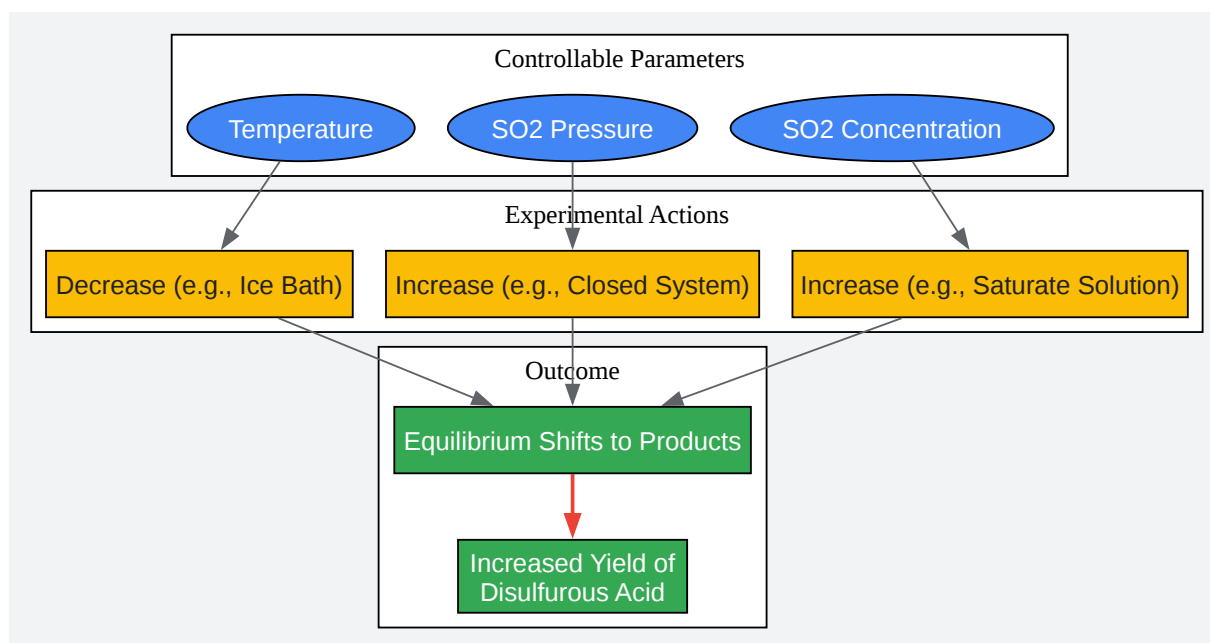 Controllable Parameters
Temperature
SO2 Pressure
SO2 Concentration
Experimental Actions
Decrease (e.g., Ice Bath)
Increase (e.g., Closed System)
Increase (e.g., Saturate Solution)
Outcome
Equilibrium Shifts to Products
Increased Yield of
Disulfurous Acid